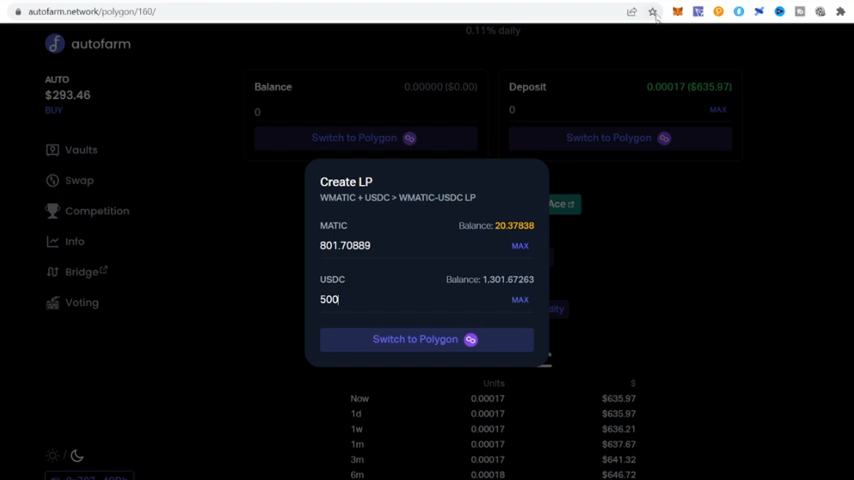 autofarm.network/polygon/160/
0.11% daily
autofarm
AUTO
$293.46
BUY
Vaults
Swap
Competition
Info
Bridge
Voting
Balance 0.00000 ($0.00)
0
Switch to Polygon
Deposit 0.00017 ($635.97)
0 MAX
Switch to Polygon
Create LP
WMATIC + USDC > WMATIC-USDC LP
MATIC Balance: 20.37838
801.70889 MAX
USDC Balance: 1,301.67263
500 MAX
Switch to Polygon
Ace
dity
Units $
Now 0.00017 $635.97
1d 0.00017 $635.97
1w 0.00017 $636.21
1m 0.00017 $637.67
3m 0.00017 $641.32
6m 0.00018 $646.72